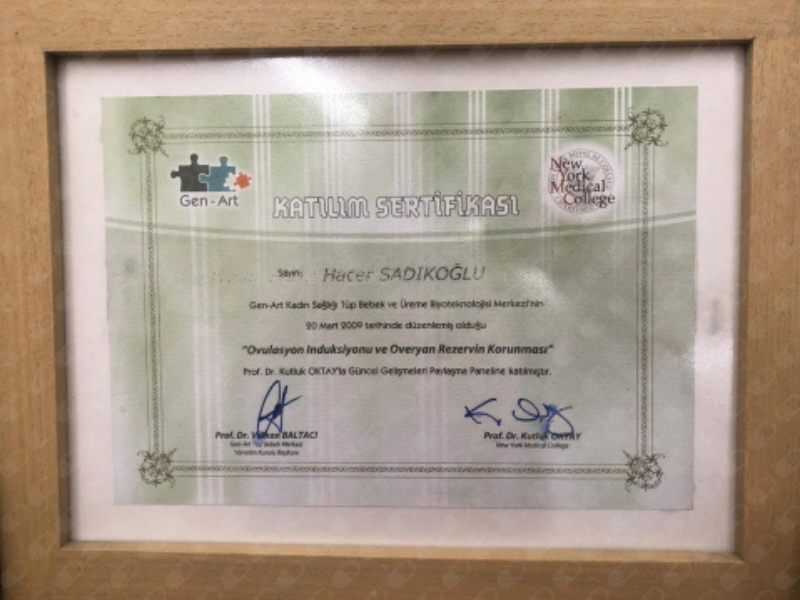 Gen-Art
New
York
Medical
College
KATILIM SERTİFİKASI
Sayın; Hacer SADIKOĞLU
Gen-Art Kadın Sağlığı Tüp Bebek ve Üreme Biyoteknolojisi Merkezi'nin
20 Mart 2009 tarihinde düzenlemiş olduğu
"Ovulasyon Induksiyonu ve Overyan Rezervin Korunması"
Prof. Dr. Kutluk OKTAY'la Güncel Gelişmeleri Paylaşma Paneline katılmıştır.
Prof. Dr. Volkan BALTACI
Gen-Art Tüp Bebek Merkezi
Yönetim Kurulu Başkanı
Prof. Dr. Kutluk OKTAY
New York Medical College